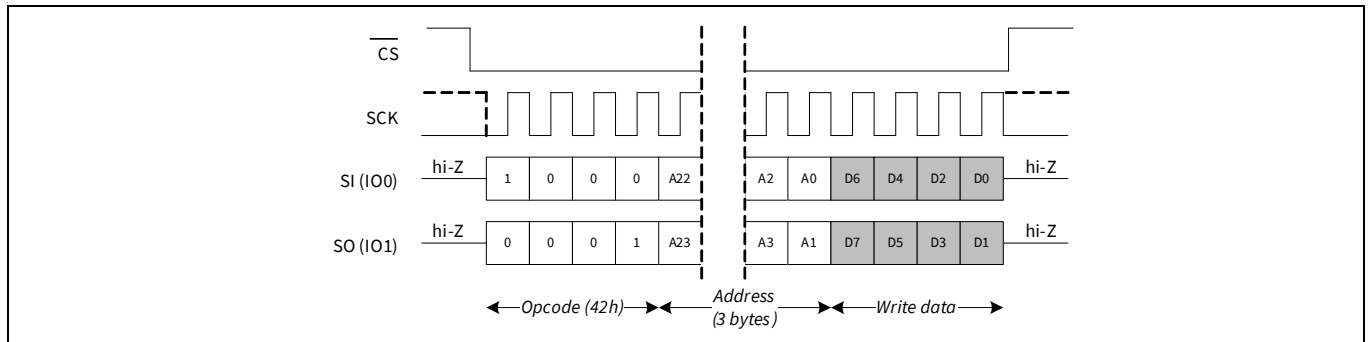 CS
SCK
SI (IO0) hi-Z 1 0 0 0 A22 A2 A0 D6 D4 D2 D0 hi-Z
SO (IO1) hi-Z 0 0 0 1 A23 A3 A1 D7 D5 D3 D1 hi-Z
Opcode (42h) Address (3 bytes) Write data